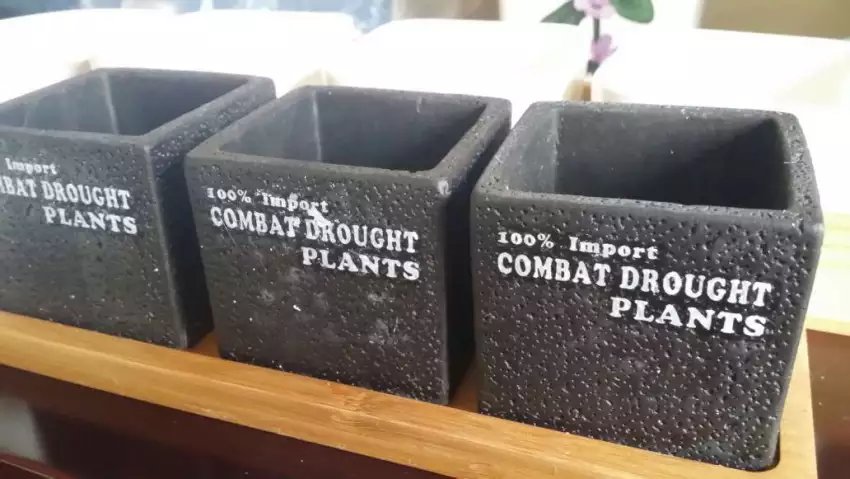 Import
BAT DROUGHT
PLANTS
100% Import
COMBAT DROUGHT
PLANTS
100% Import
COMBAT DROUGHT
PLANTS